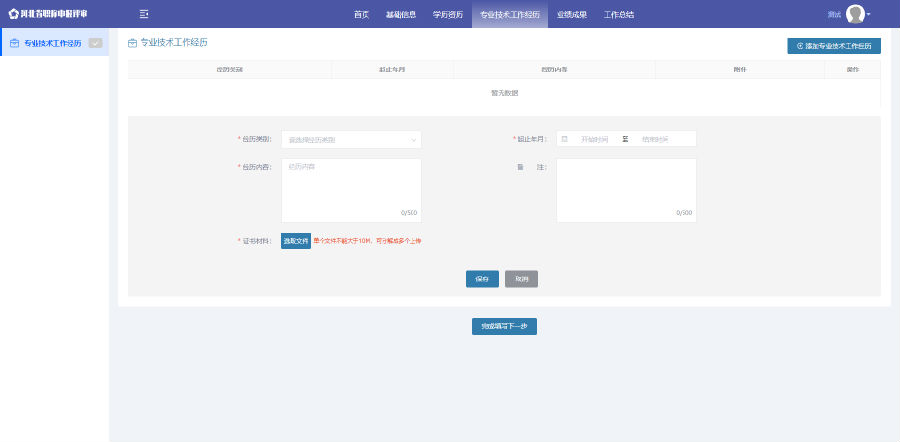 河北省职称申报评审
首页 基础信息 学历资历 专业技术工作经历 业绩成果 工作总结
测试
专业技术工作经历
专业技术工作经历
添加专业技术工作经历
经历类别 起止年月 经历内容 附件 操作
暂无数据
* 经历类别： 请选择经历类别
* 起止年月： 开始时间 至 结束时间
* 经历内容： 经历内容
0/500
备 注：
0/500
* 证书材料： 选取文件 单个文件不能大于10M，可分解成多个上传
保存 取消
完成填写下一步